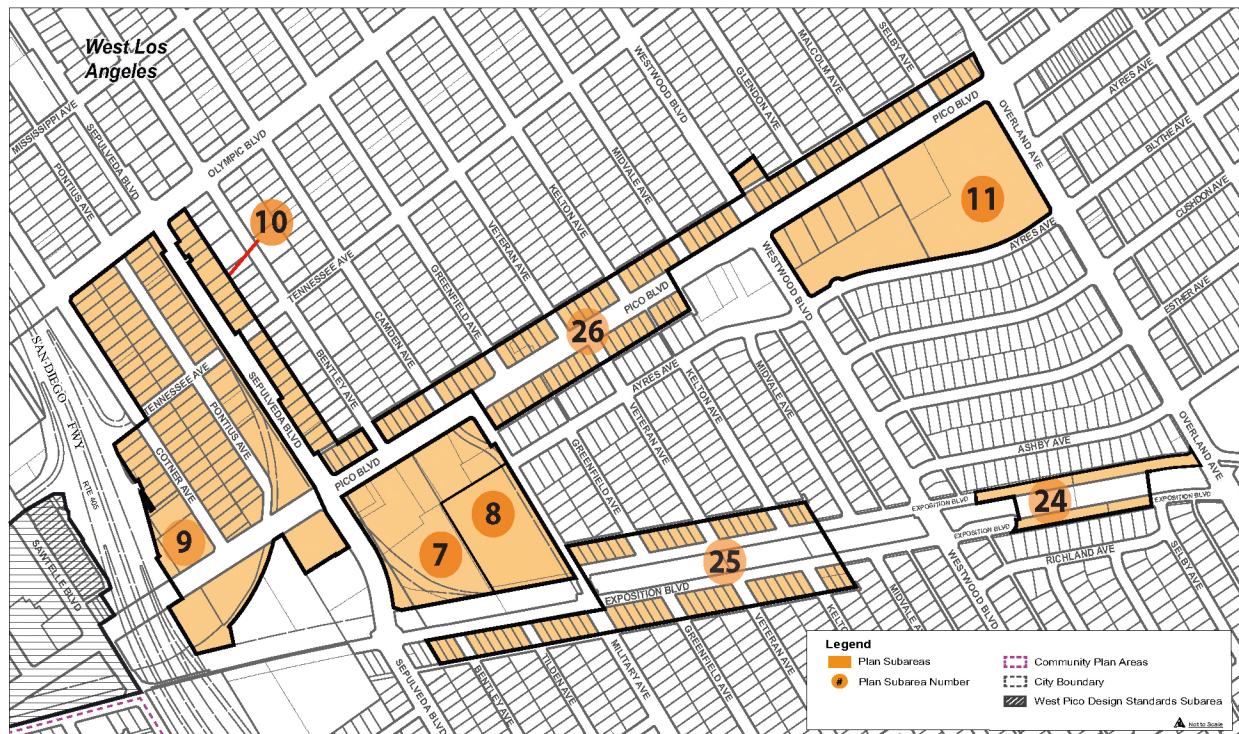 West Los
Angeles
MISSISSIPPI AVE
SEPULVEDA BLVD
PONTIUS AVE
OLYMPIC BLVD
WESTWOOD BLVD
GLENDON AVE
MALCOLM AVE
SELBY AVE
PICO BLVD
OVERLAND AVE
AYRES AVE
BLYTHE AVE
CUSHDON AVE
ESTHER AVE
10
11
TENNESSEE AVE
GREENFIELD AVE
VETERAN AVE
KELTON AVE
MIDVALE AVE
CAMDEN AVE
BENTLEY AVE
PICO BLVD
26
WESTWOOD BLVD
AYRES AVE
SAN-DIEGO
FWY
RTE 405
TENNESSEE AVE
SEPULVEDA BLVD
PONTIUS AVE
COTNER AVE
AYRES AVE
KELTON AVE
MIDVALE AVE
VETERAN AVE
GREENFIELD AVE
PICO BLVD
9
7
8
SAWTELLE BLVD
ASHBY AVE
OVERLAND AVE
EXPOSITION BLVD
24
EXPOSITION BLVD
EXPOSITION BLVD
RICHLAND AVE
SELBY AVE
WESTWOOD BLVD
25
EXPOSITION BLVD
SEPULVEDA BLVD
BENTLEY AVE
TILDEN AVE
MILITARY AVE
GREENFIELD AVE
VETERAN AVE
MIDVALE A
Legend
Plan Subareas
# Plan Subarea Number
Community Plan Areas
City Boundary
West Pico Design Standards Subarea
Not to Scale